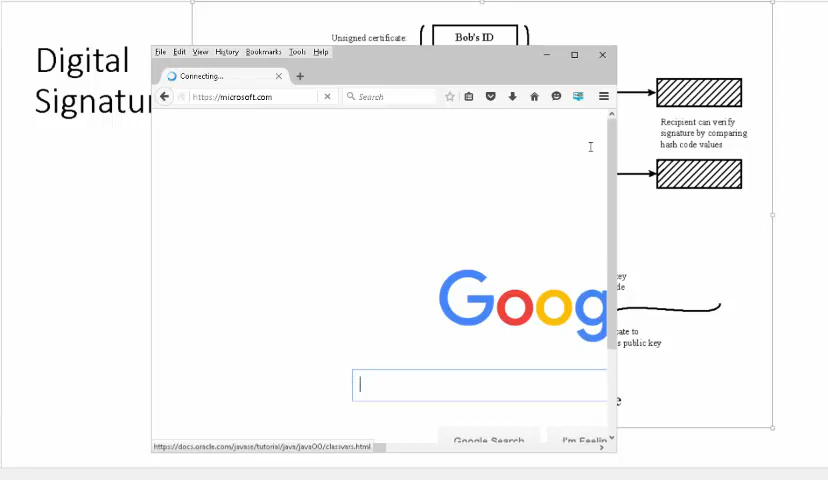 Digital
Signatu
Unsigned certificate:
Bob's ID
File Edit View History Bookmarks Tools Help
Connecting...
https://microsoft.com
Search
Recipient can verify
signature by comparing
hash code values
Goog
key
de
cate to
s public key
e
Google Search
I'm Feelin
https://docs.oracle.com/javase/tutorial/java/javaOO/classvars.html